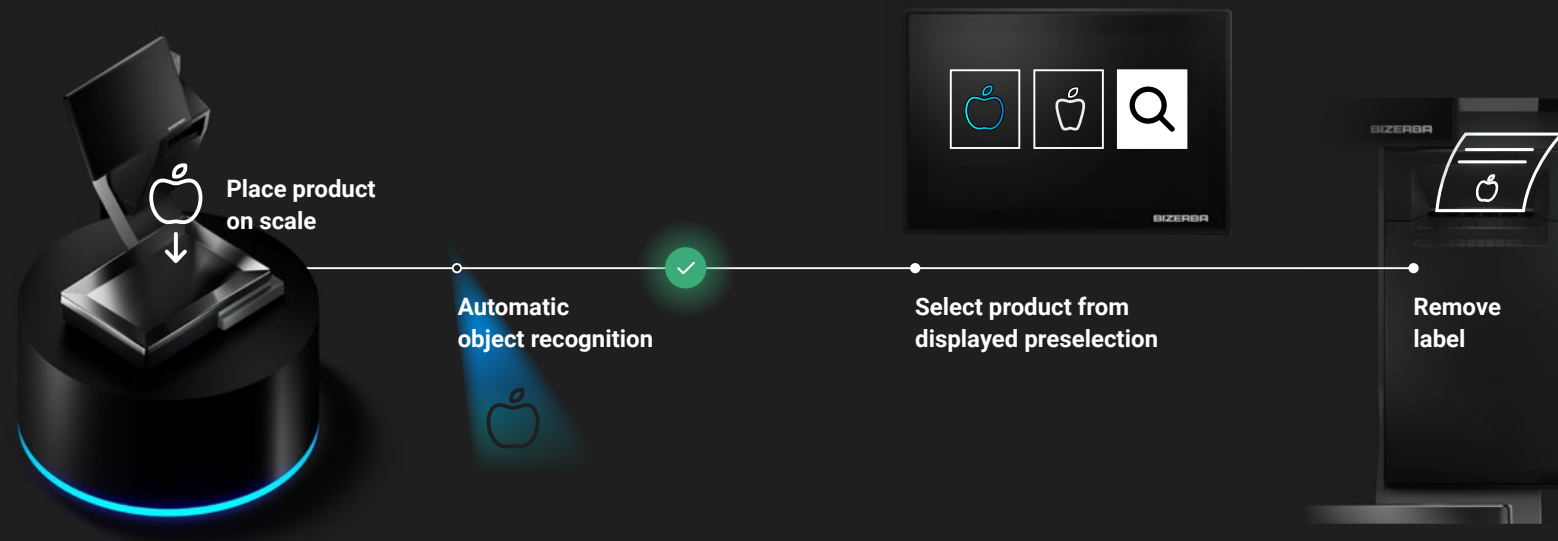 Place product
on scale
Automatic
object recognition
BIZERBA
Select product from
displayed preselection
BIZERBA
Remove
label